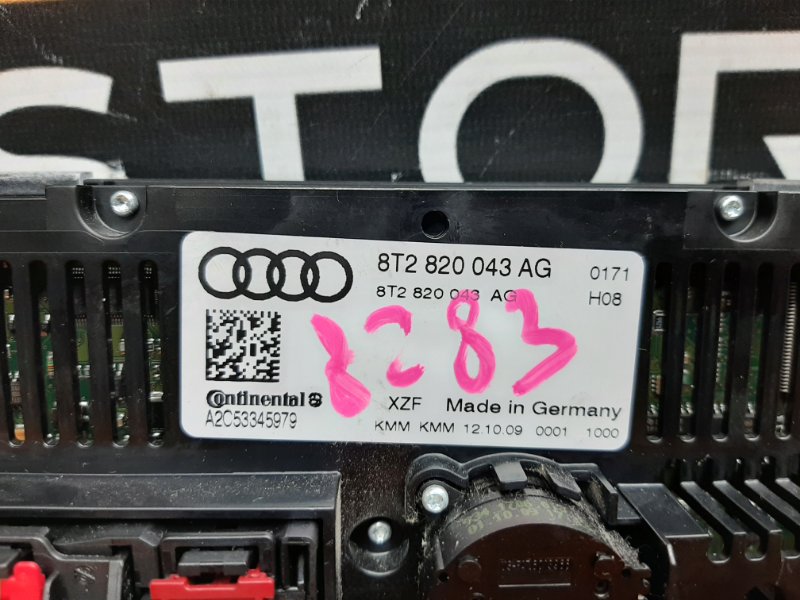 STOR
8T2 820 043 AG 0171
8T2 820 043 AG H08
8283
Continental
XZF Made in Germany
A2C53345979
KMM KMM 12.10.09 0001 1000